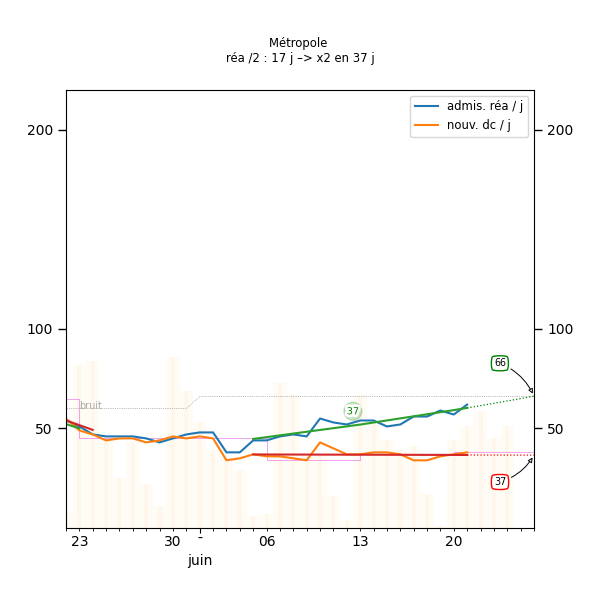 Métropole
réa /2 : 17 j –> x2 en 37 j
admis. réa / j
nouv. dc / j
200
200
100
100
66
bruit
37
50
50
37
23
30
-
06
13
20
juin